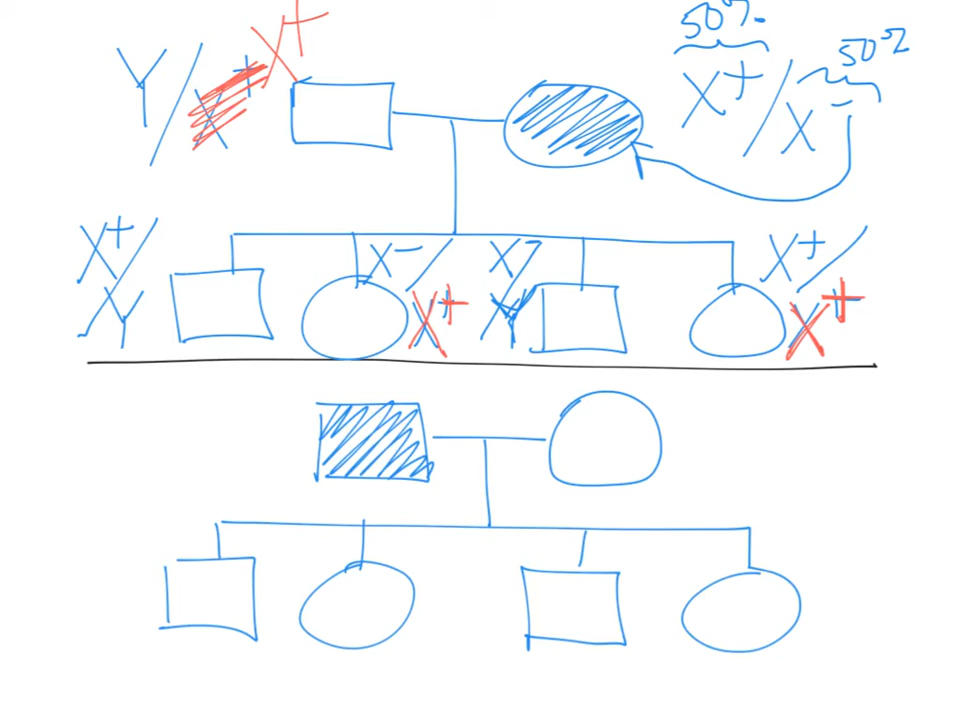 50%
50%
X+
Y/X+
X+/X-
X+/Y
X-/X+
X-/Y
X+/X+